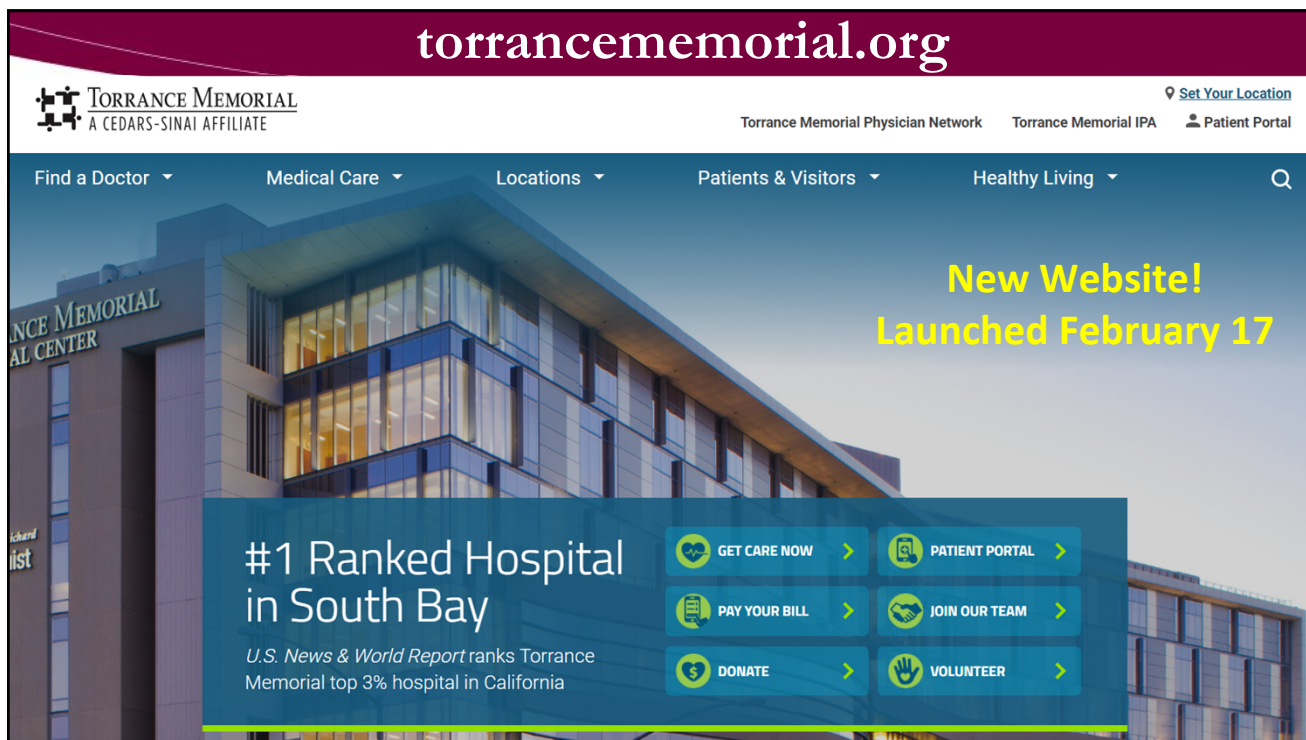 torrancememorial.org
TORRANCE MEMORIAL
A CEDARS-SINAI AFFILIATE
Set Your Location
Torrance Memorial Physician Network Torrance Memorial IPA Patient Portal
Find a Doctor Medical Care Locations Patients & Visitors Healthy Living
New Website!
Launched February 17
NCE MEMORIAL
AL CENTER
ichard
ist
#1 Ranked Hospital
in South Bay
U.S. News & World Report ranks Torrance
Memorial top 3% hospital in California
GET CARE NOW PATIENT PORTAL
PAY YOUR BILL JOIN OUR TEAM
DONATE VOLUNTEER